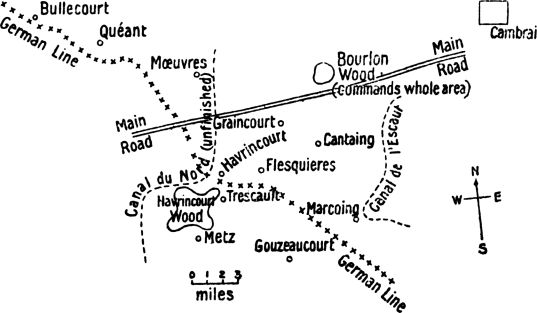 Bullecourt
Quéant
German Line
Mœuvres
Bourlon
Wood
(commands whole area)
Main
Road
Cambrai
Main
Road
(unfinished)
Graincourt
Cantaing
Canal de l'Escaut
Canal du Nord
Havrincourt
Flesquieres
Havrincourt
Wood
Trescault
Marcoing
Metz
Gouzeaucourt
German Line
N
W E
S
0 1 2 3
miles